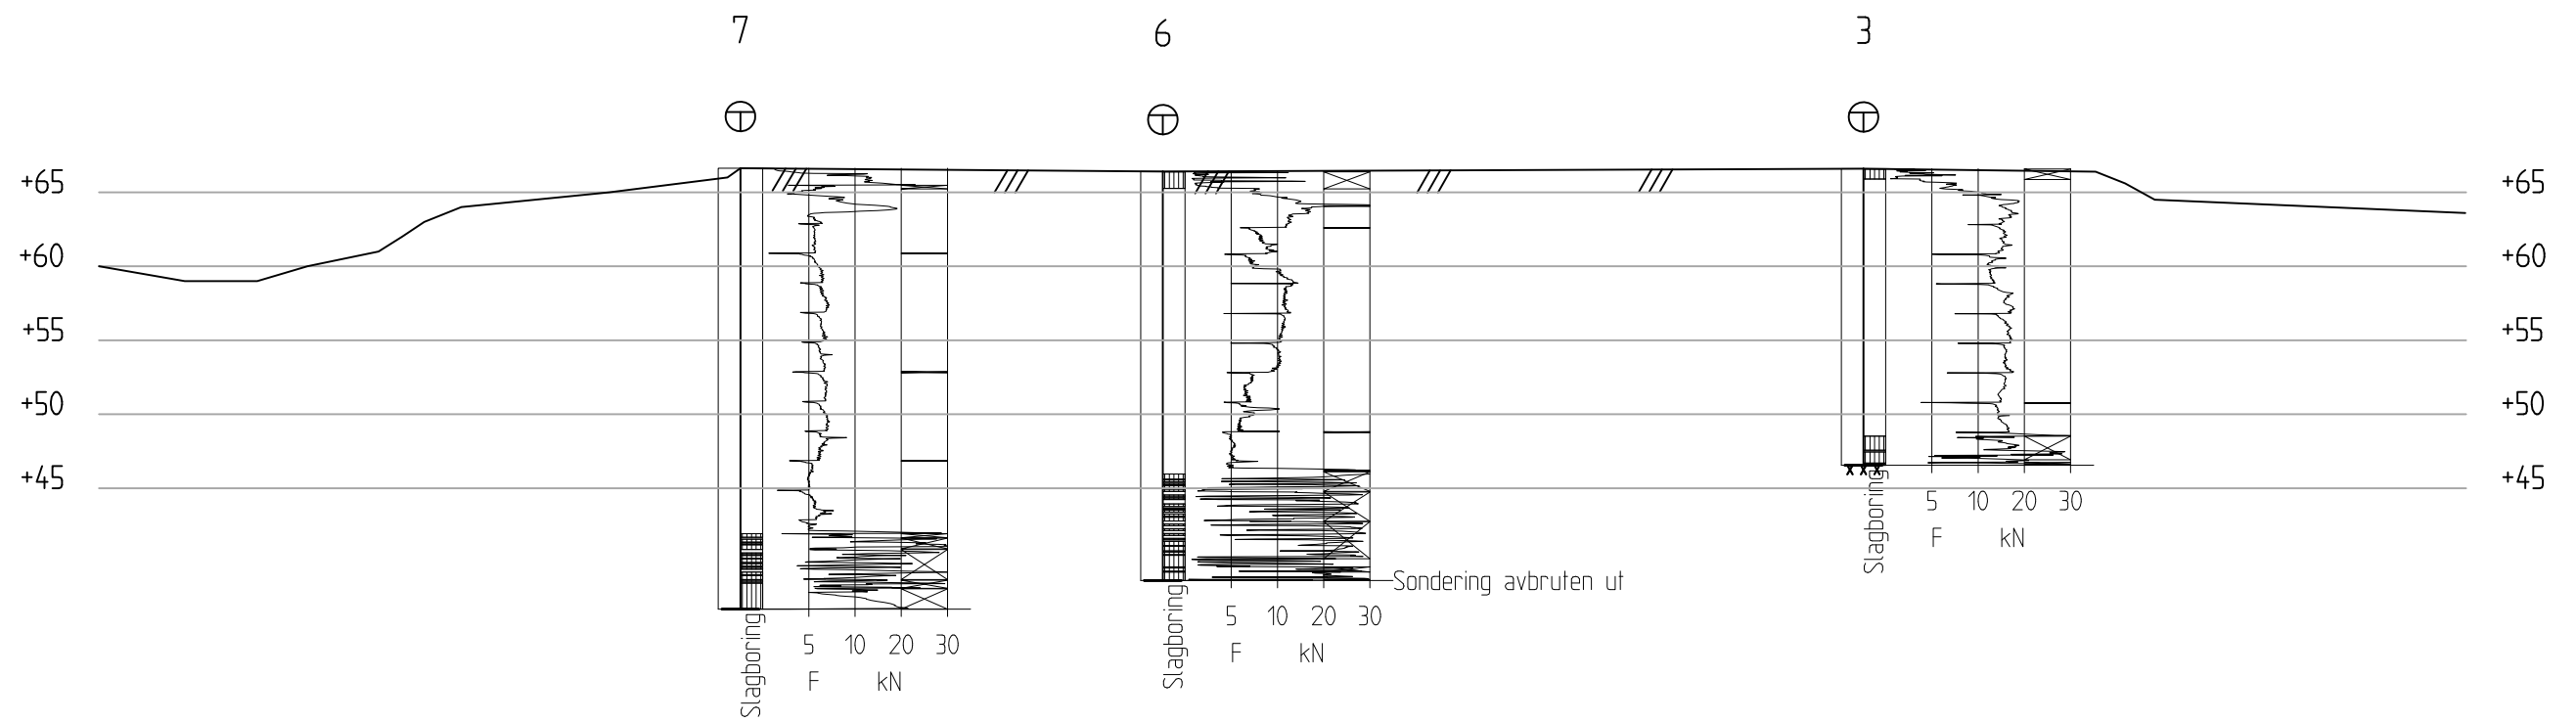 7 6 3
+65 +65
+60 +60
+55 +55
+50 +50
+45 +45
5 10 20 30
F kN
Slagboring
Sondering avbruten ut
5 10 20 30
F kN
Slagboring
5 10 20 30
F kN
Slagboring